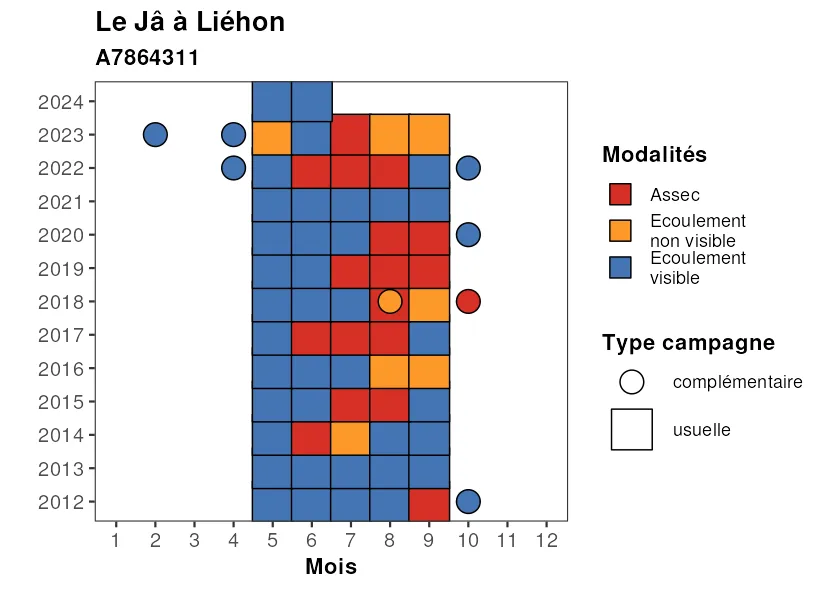 Le Jâ à Liéhon
A7864311
2024
2023
2022
2021
2020
2019
2018
2017
2016
2015
2014
2013
2012
1 2 3 4 5 6 7 8 9 10 11 12
Mois
Modalités
Assec
Ecoulement
non visible
Ecoulement
visible
Type campagne
complémentaire
usuelle